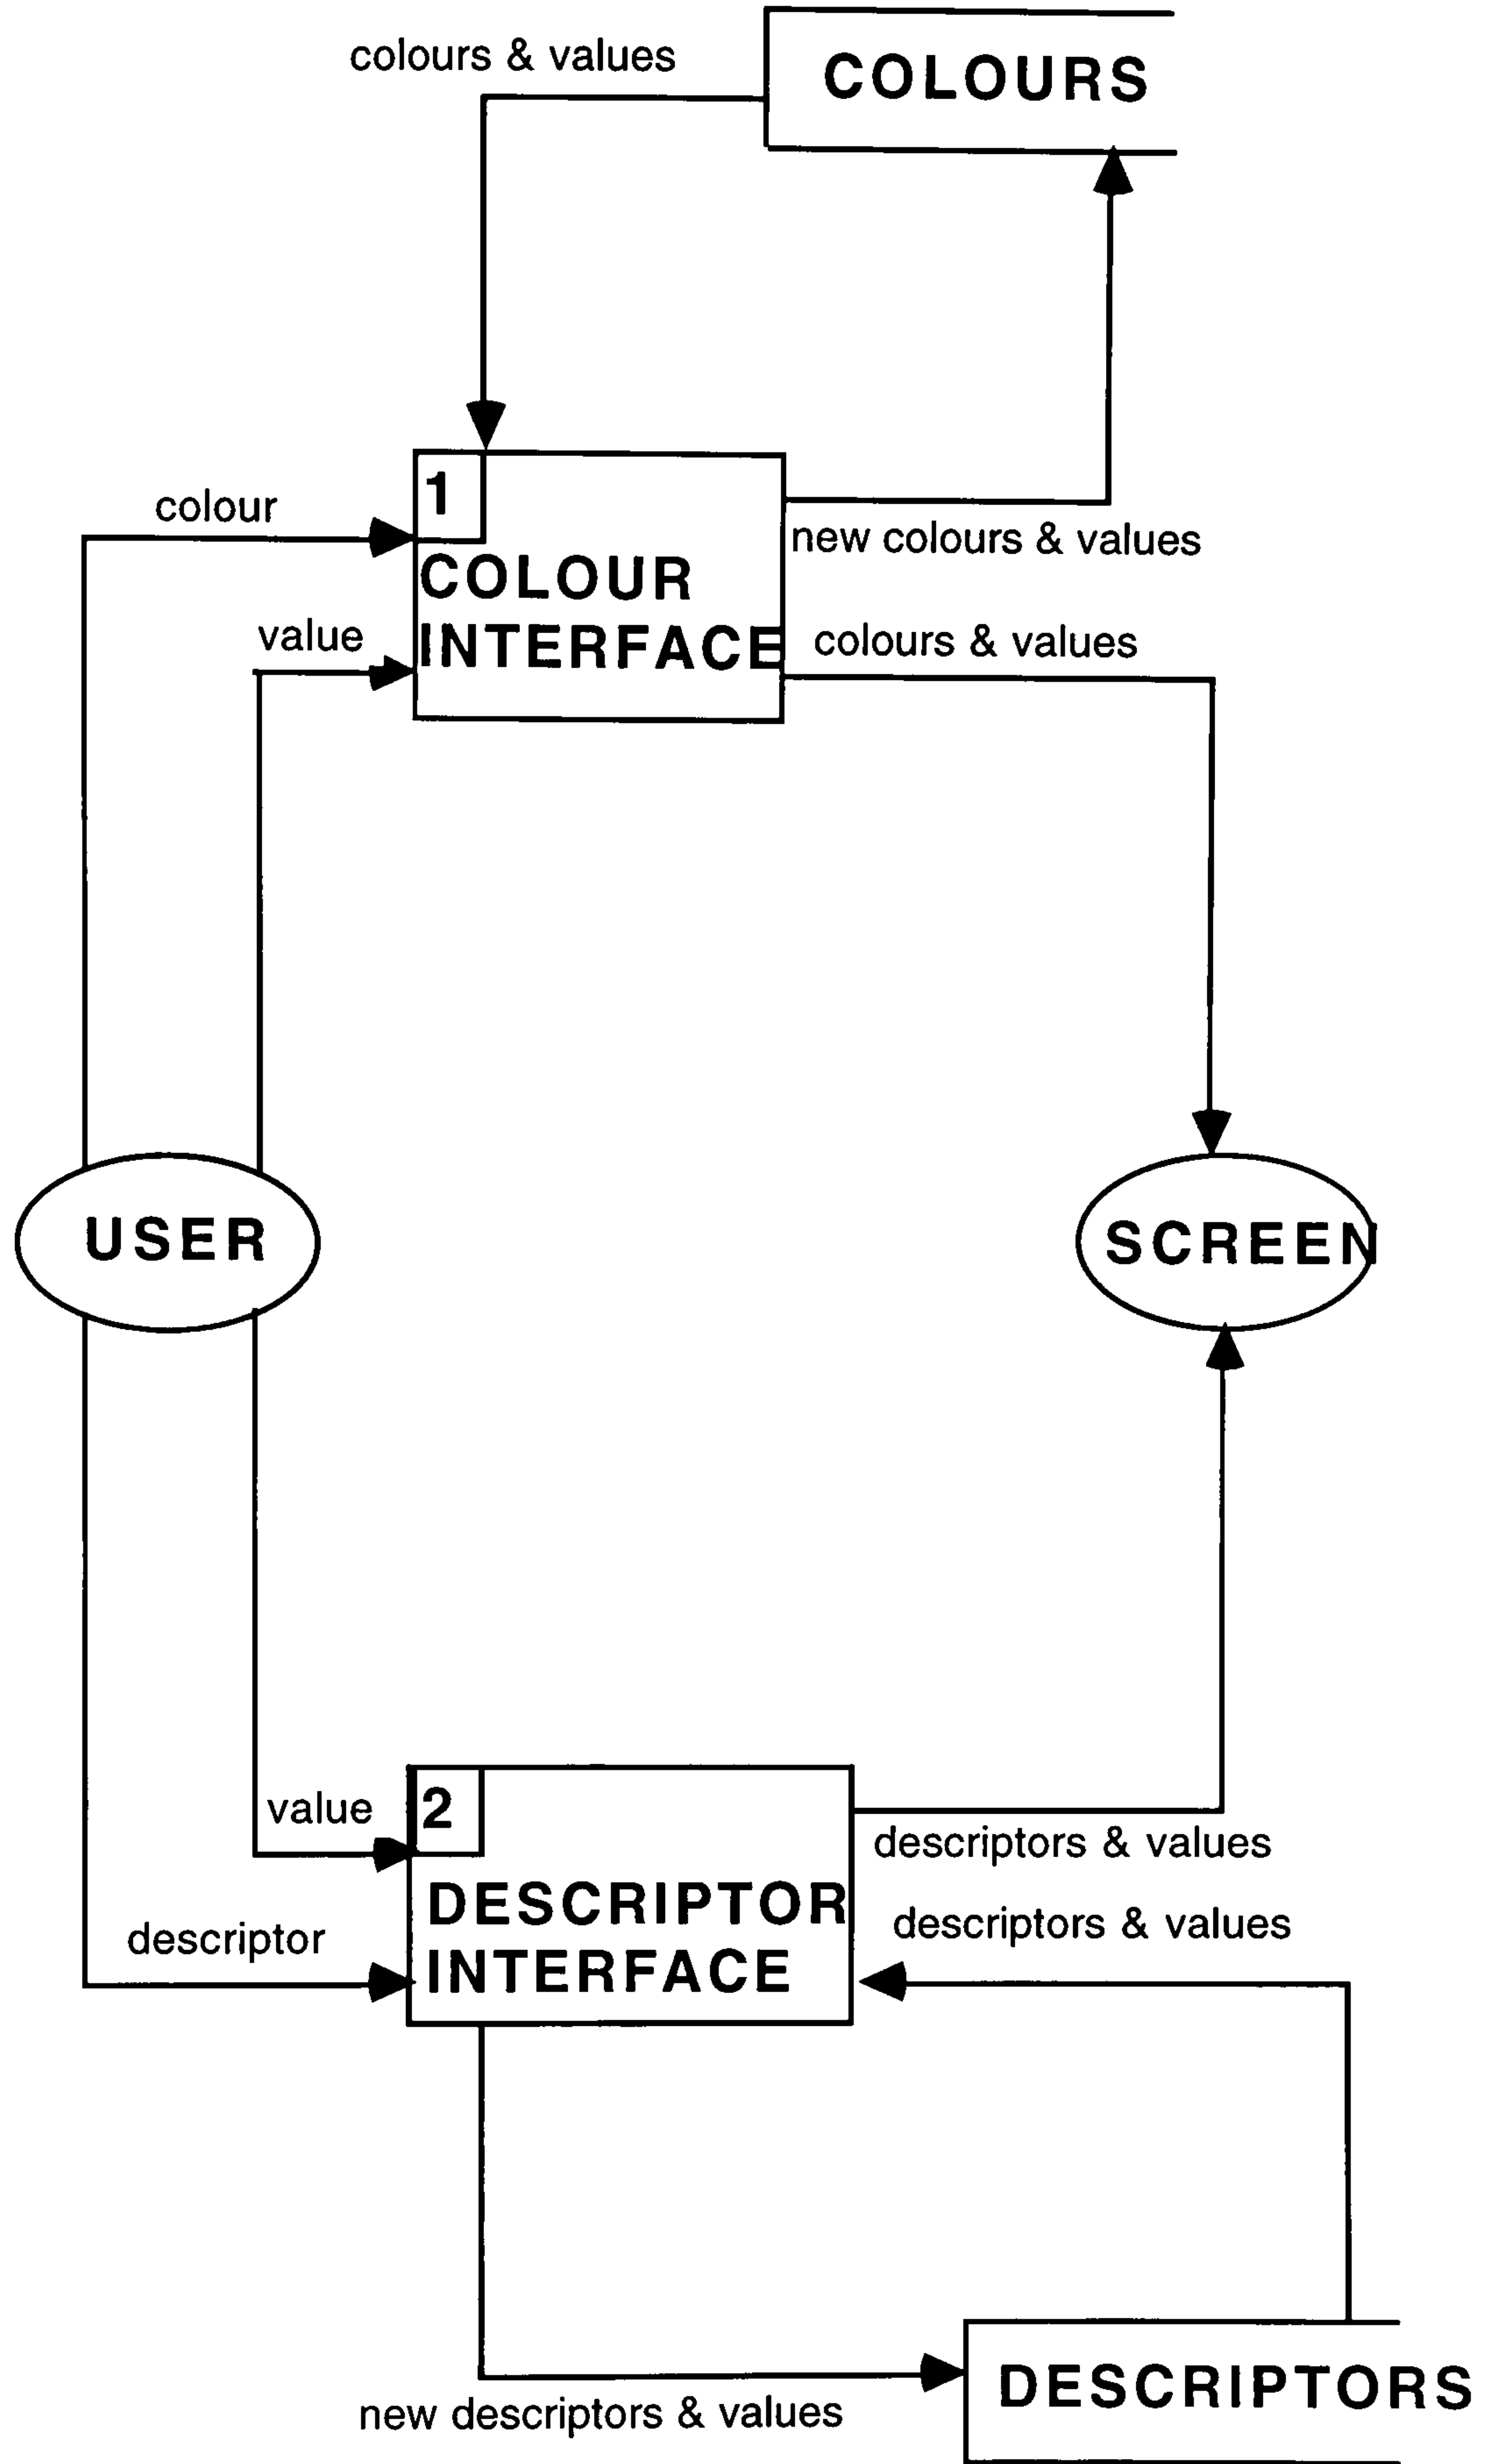 colours & values
COLOURS
1
colour
new colours & values
COLOUR
INTERFACE
value
colours & values
USER
SCREEN
2
value
descriptors & values
DESCRIPTOR
descriptors & values
descriptor
INTERFACE
DESCRIPTORS
new descriptors & values